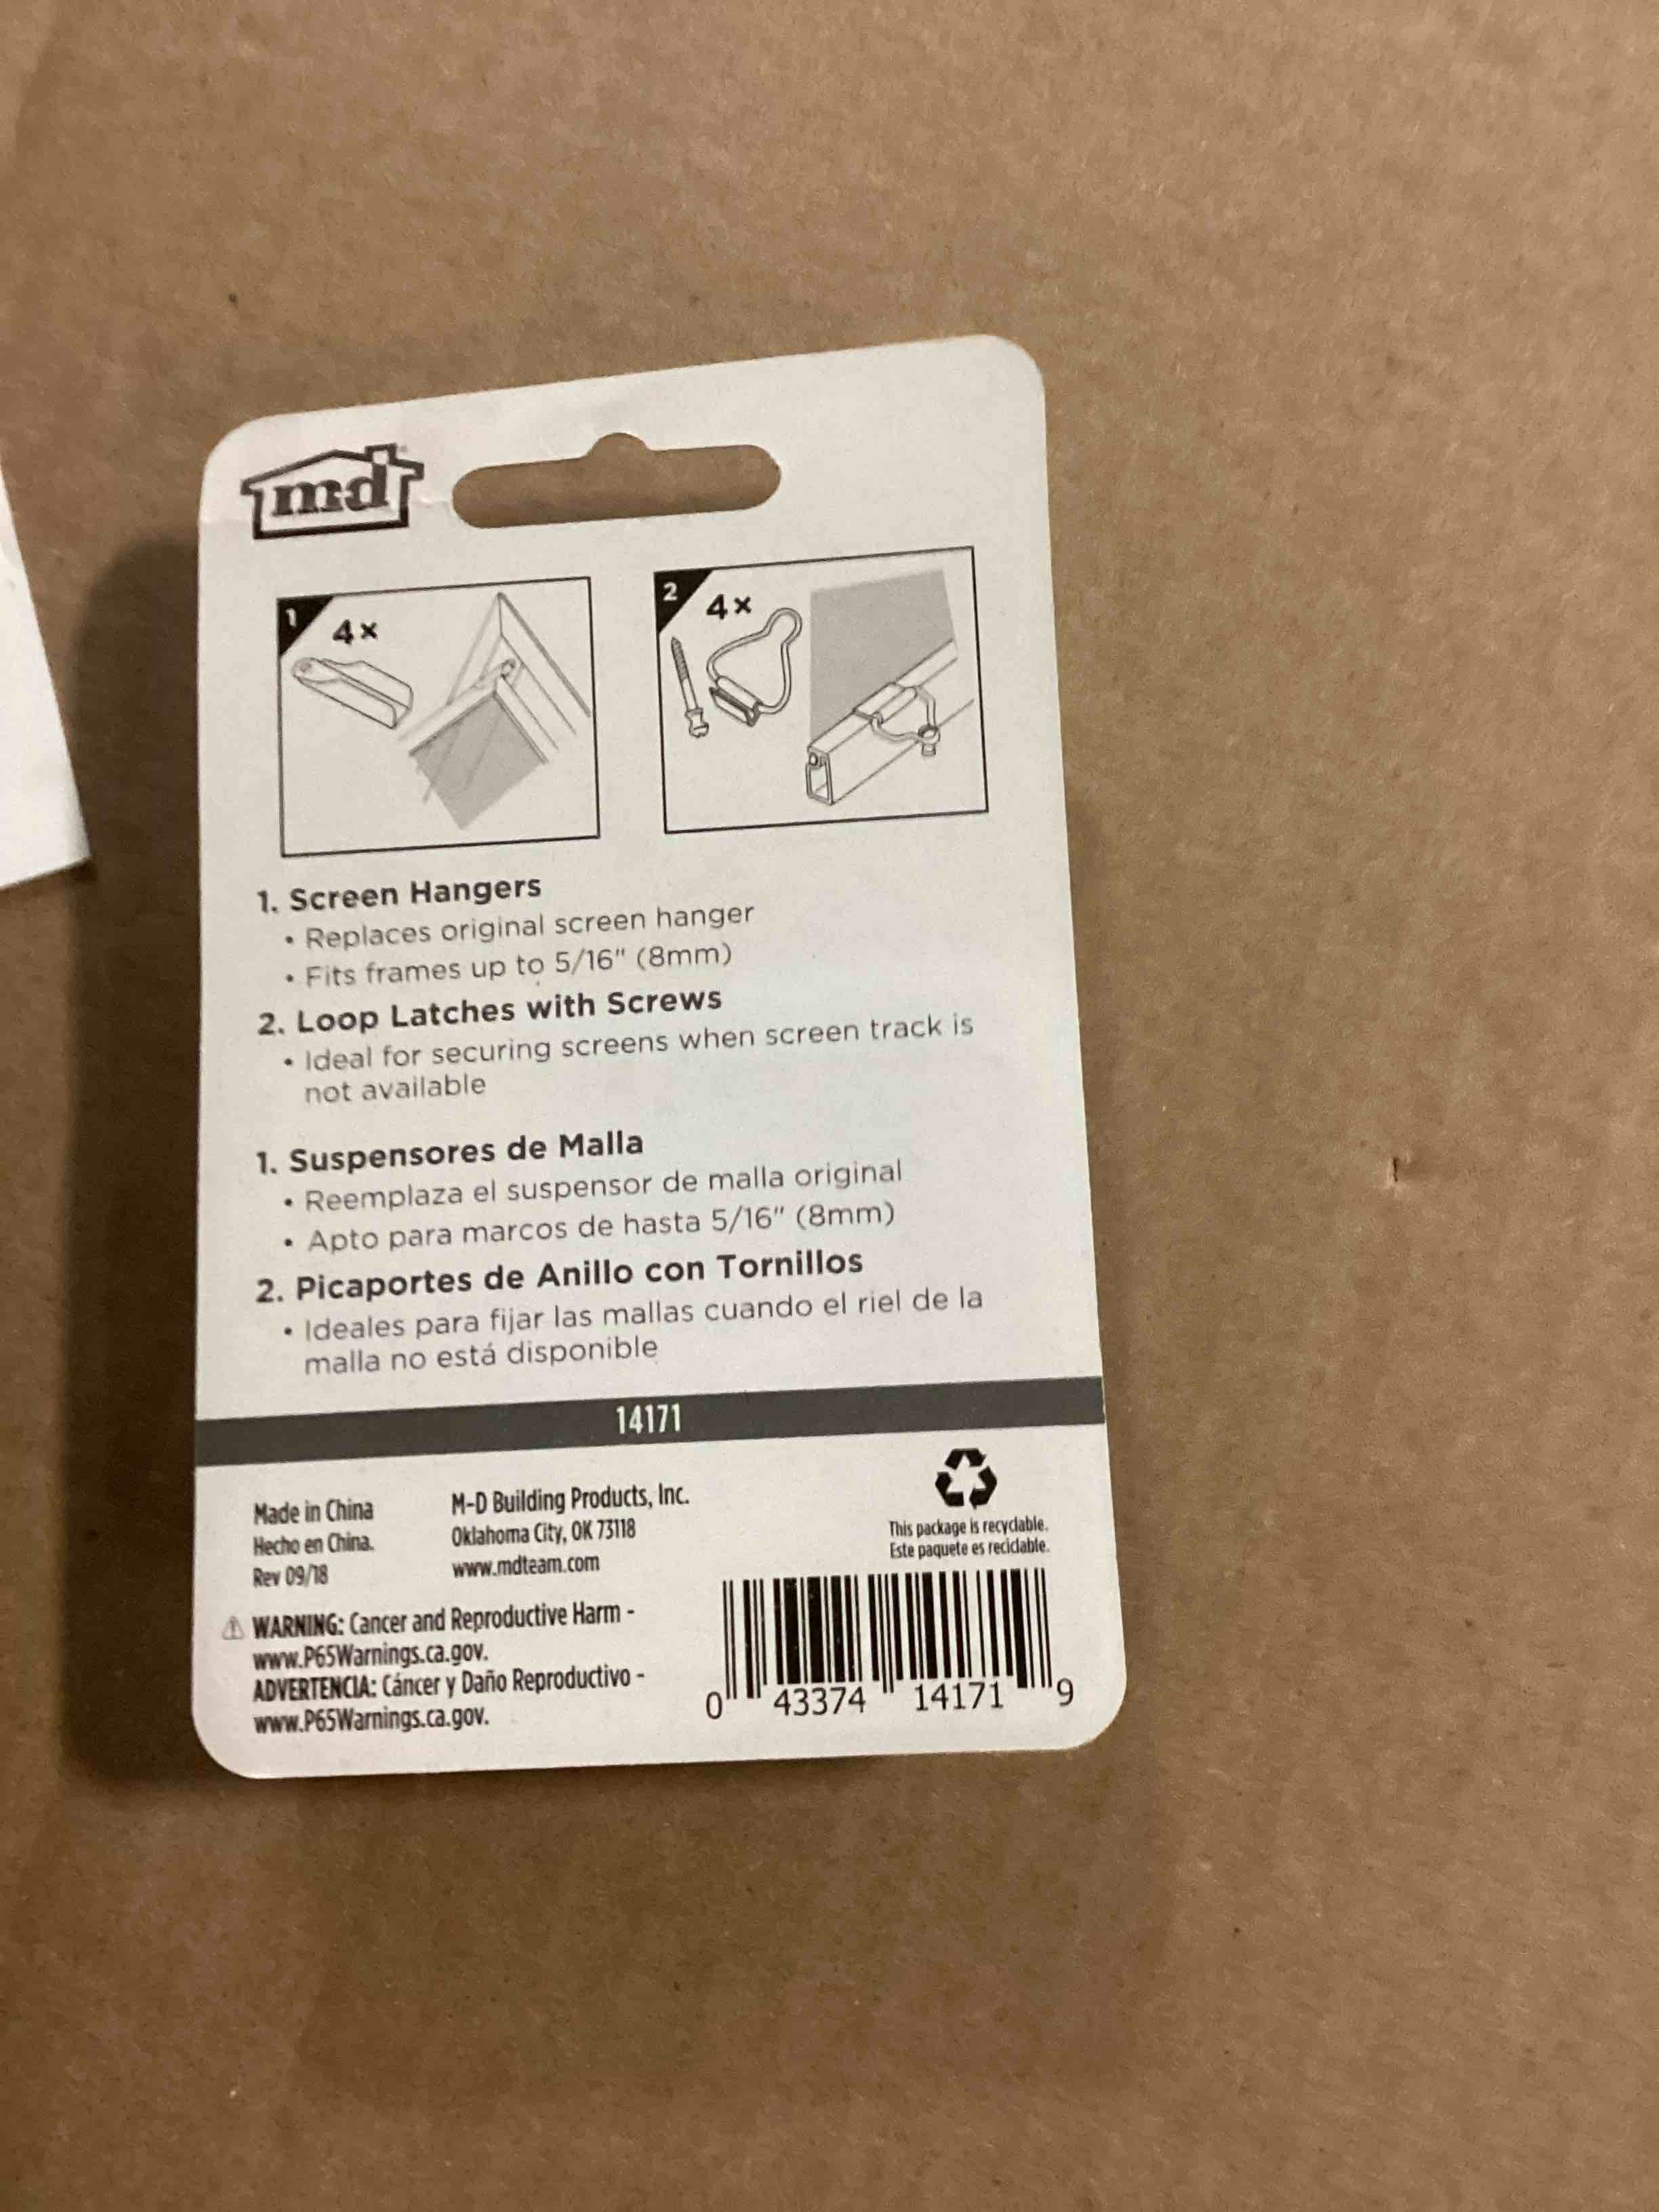 md
1
4x
2
4x
1. Screen Hangers
• Replaces original screen hanger
• Fits frames up to 5/16" (8mm)
2. Loop Latches with Screws
• Ideal for securing screens when screen track is
not available
1. Suspensores de Malla
• Reemplaza el suspensor de malla original
• Apto para marcos de hasta 5/16" (8mm)
2. Picaportes de Anillo con Tornillos
• Ideales para fijar las mallas cuando el riel de la
malla no está disponible
14171
Made in China
Hecho en China.
Rev 09/18
M-D Building Products, Inc.
Oklahoma City, OK 73118
www.mdteam.com
This package is recyclable.
Este paquete es reciclable.
⚠ WARNING: Cancer and Reproductive Harm -
www.P65Warnings.ca.gov.
ADVERTENCIA: Cáncer y Daño Reproductivo -
www.P65Warnings.ca.gov.
0 43374 14171 9